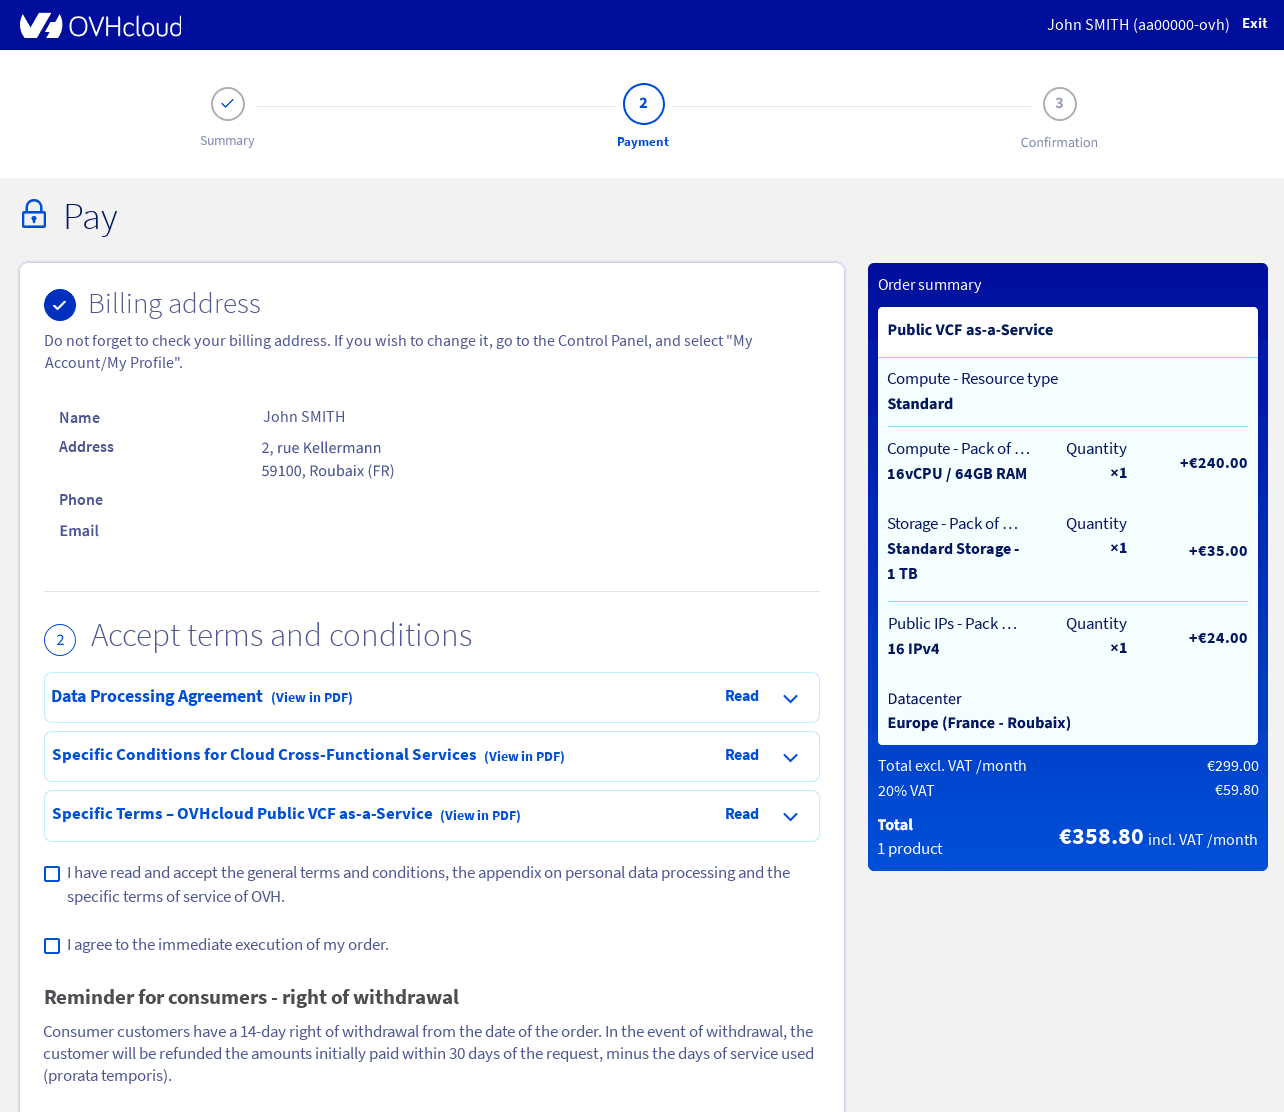 OVHcloud
John SMITH (aa00000-ovh) Exit
2
3
Summary
Payment
Confirmation
Pay
Billing address
Do not forget to check your billing address. If you wish to change it, go to the Control Panel, and select "My
Account/My Profile".
Name John SMITH
Address 2, rue Kellermann
59100, Roubaix (FR)
Phone
Email
2 Accept terms and conditions
Data Processing Agreement (View in PDF) Read
Specific Conditions for Cloud Cross-Functional Services (View in PDF) Read
Specific Terms – OVHcloud Public VCF as-a-Service (View in PDF) Read
I have read and accept the general terms and conditions, the appendix on personal data processing and the
specific terms of service of OVH.
I agree to the immediate execution of my order.
Reminder for consumers - right of withdrawal
Consumer customers have a 14-day right of withdrawal from the date of the order. In the event of withdrawal, the
customer will be refunded the amounts initially paid within 30 days of the request, minus the days of service used
(prorata temporis).
Order summary
Public VCF as-a-Service
Compute - Resource type
Standard
Compute - Pack of … Quantity
16vCPU / 64GB RAM ×1 +€240.00
Storage - Pack of … Quantity
Standard Storage - ×1 +€35.00
1 TB
Public IPs - Pack … Quantity
16 IPv4 ×1 +€24.00
Datacenter
Europe (France - Roubaix)
Total excl. VAT /month €299.00
20% VAT €59.80
Total
1 product €358.80 incl. VAT /month